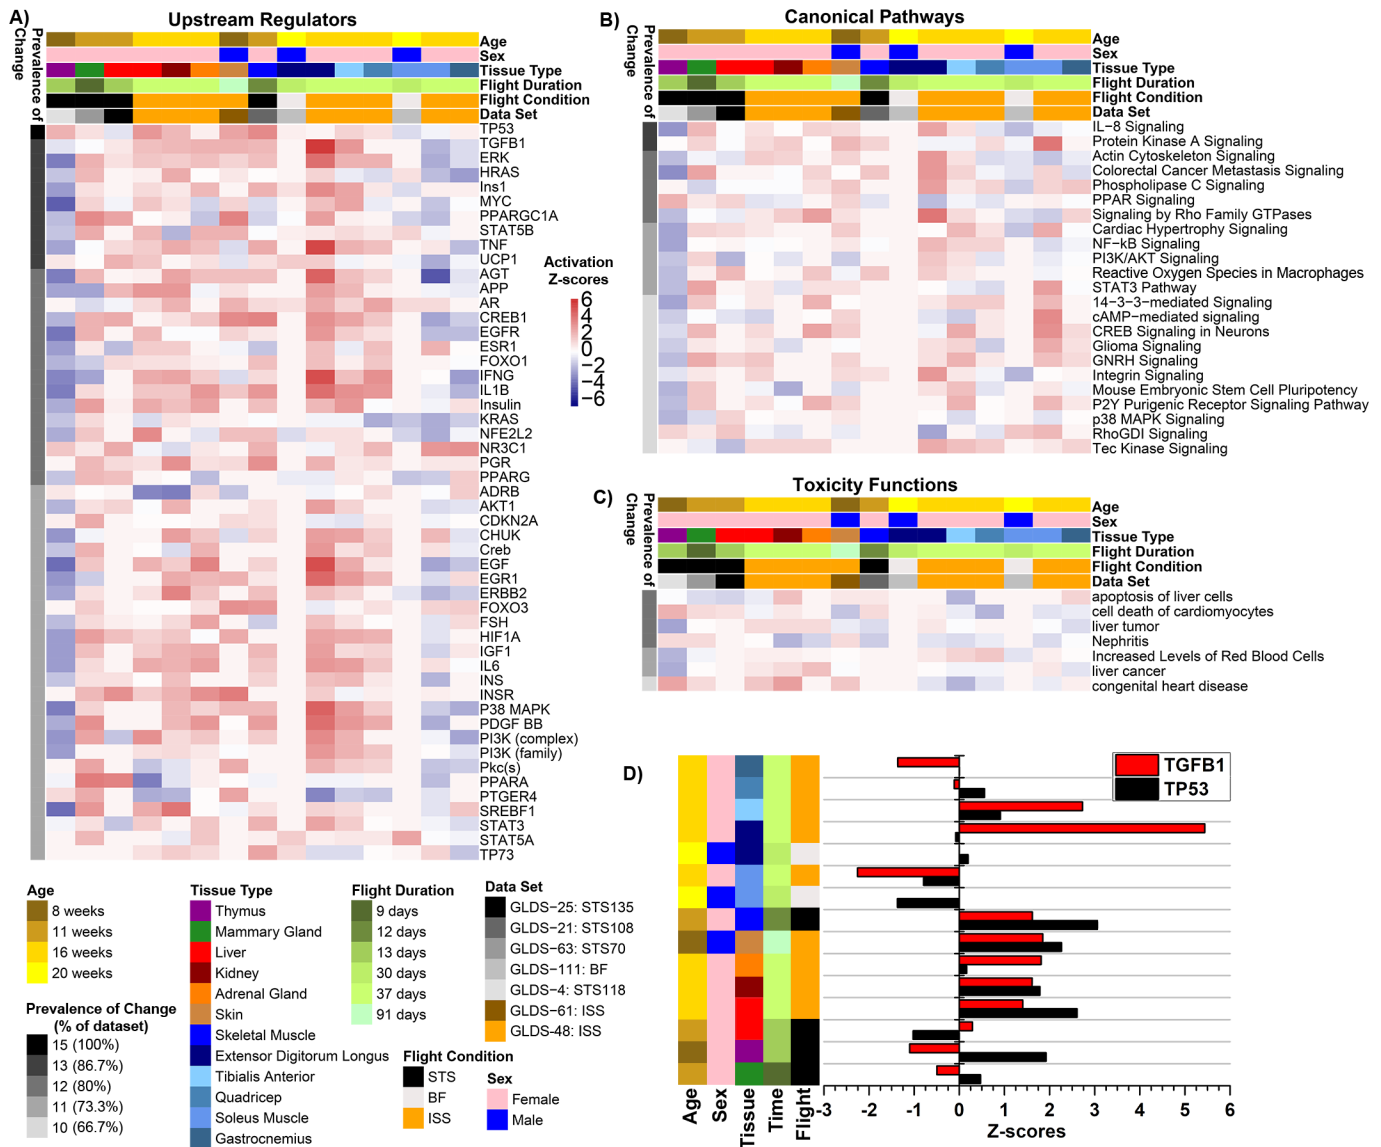 A)
Upstream Regulators
Prevalence of
Change
Age
Sex
Tissue Type
Flight Duration
Flight Condition
Data Set
TP53
TGFB1
ERK
HRAS
Ins1
MYC
PPARGC1A
STAT5B
TNF
UCP1
AGT
APP
AR
CREB1
EGFR
ESR1
FOXO1
IFNG
IL1B
Insulin
KRAS
NFE2L2
NR3C1
PGR
PPARG
ADRB
AKT1
CDKN2A
CHUK
Creb
EGF
EGR1
ERBB2
FOXO3
FSH
HIF1A
IGF1
IL6
INS
INSR
P38 MAPK
PDGF BB
PI3K (complex)
PI3K (family)
Pkc(s)
PPARA
PTGER4
SREBF1
STAT3
STAT5A
TP73
Activation
Z-scores
6
4
2
0
−2
−4
−6
B)
Canonical Pathways
Prevalence of
Change
Age
Sex
Tissue Type
Flight Duration
Flight Condition
Data Set
IL−8 Signaling
Protein Kinase A Signaling
Actin Cytoskeleton Signaling
Colorectal Cancer Metastasis Signaling
Phospholipase C Signaling
PPAR Signaling
Signaling by Rho Family GTPases
Cardiac Hypertrophy Signaling
NF−kB Signaling
PI3K/AKT Signaling
Reactive Oxygen Species in Macrophages
STAT3 Pathway
14−3−3−mediated Signaling
cAMP−mediated signaling
CREB Signaling in Neurons
Glioma Signaling
GNRH Signaling
Integrin Signaling
Mouse Embryonic Stem Cell Pluripotency
P2Y Purigenic Receptor Signaling Pathway
p38 MAPK Signaling
RhoGDI Signaling
Tec Kinase Signaling
C)
Toxicity Functions
Prevalence of
Change
Age
Sex
Tissue Type
Flight Duration
Flight Condition
Data Set
apoptosis of liver cells
cell death of cardiomyocytes
liver tumor
Nephritis
Increased Levels of Red Blood Cells
liver cancer
congenital heart disease
D)
TGFB1
TP53
Age
Sex
Tissue
Time
Flight
-3 -2 -1 0 1 2 3 4 5 6
Z-scores
Age
8 weeks
11 weeks
16 weeks
20 weeks
Prevalence of Change
(% of dataset)
15 (100%)
13 (86.7%)
12 (80%)
11 (73.3%)
10 (66.7%)
Tissue Type
Thymus
Mammary Gland
Liver
Kidney
Adrenal Gland
Skin
Skeletal Muscle
Extensor Digitorum Longus
Tibialis Anterior
Quadricep
Soleus Muscle
Gastrocnemius
Flight Duration
9 days
12 days
13 days
30 days
37 days
91 days
Flight Condition
STS
BF
ISS
Data Set
GLDS−25: STS135
GLDS−21: STS108
GLDS−63: STS70
GLDS−111: BF
GLDS−4: STS118
GLDS−61: ISS
GLDS-48: ISS
Sex
Female
Male